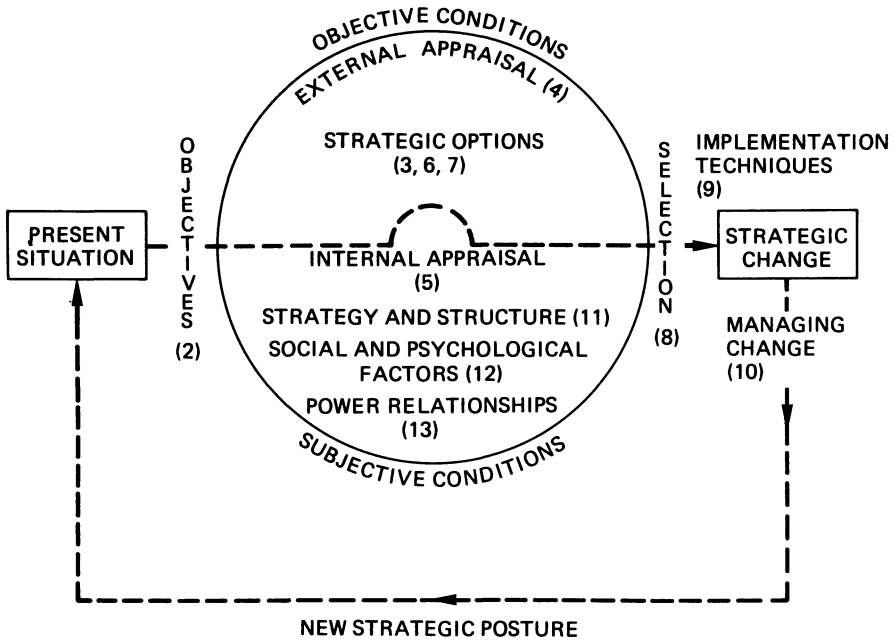 OBJECTIVE CONDITIONS
EXTERNAL APPRAISAL (4)
STRATEGIC OPTIONS
(3, 6, 7)
OBJECTIVES
(2)
SELECTION
(8)
IMPLEMENTATION
TECHNIQUES
(9)
PRESENT
SITUATION
STRATEGIC
CHANGE
INTERNAL APPRAISAL
(5)
STRATEGY AND STRUCTURE (11)
SOCIAL AND PSYCHOLOGICAL
FACTORS (12)
POWER RELATIONSHIPS
(13)
SUBJECTIVE CONDITIONS
MANAGING
CHANGE
(10)
NEW STRATEGIC POSTURE